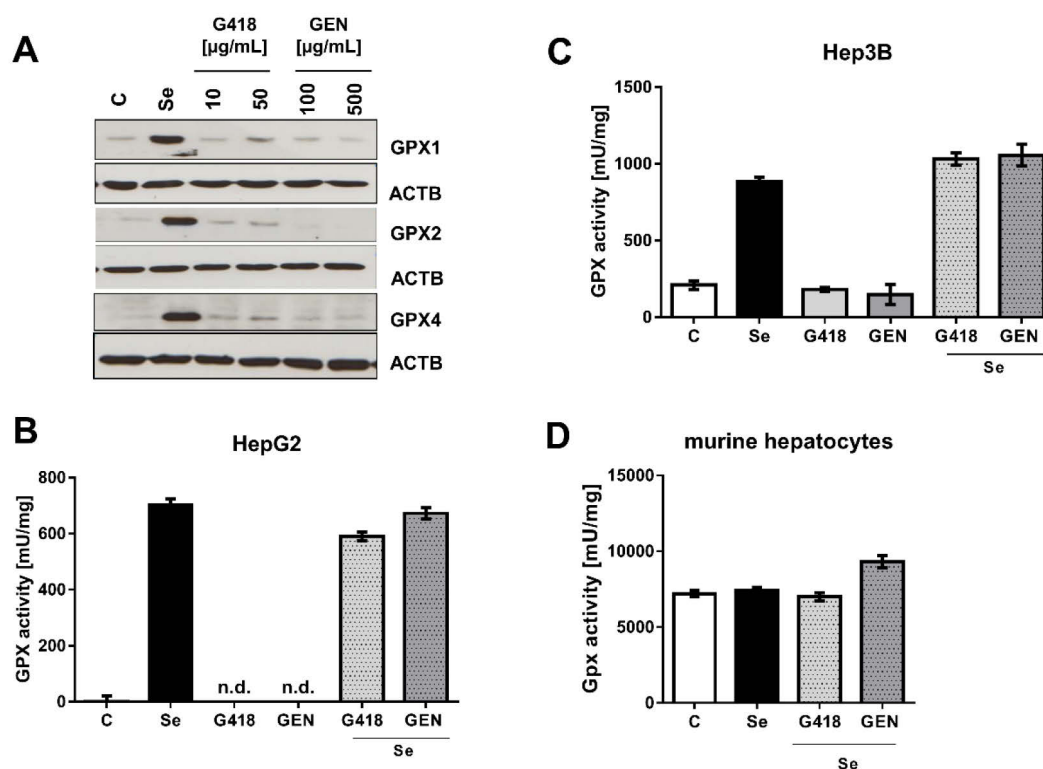 A
G418
[µg/mL]
GEN
[µg/mL]
C
Se
10
50
100
500
GPX1
ACTB
GPX2
ACTB
GPX4
ACTB
B
HepG2
GPX activity [mU/mg]
800
600
400
200
0
n.d.
n.d.
C
Se
G418
GEN
G418
GEN
Se
C
Hep3B
GPX activity [mU/mg]
1500
1000
500
0
C
Se
G418
GEN
G418
GEN
Se
D
murine hepatocytes
Gpx activity [mU/mg]
15000
10000
5000
0
C
Se
G418
GEN
Se